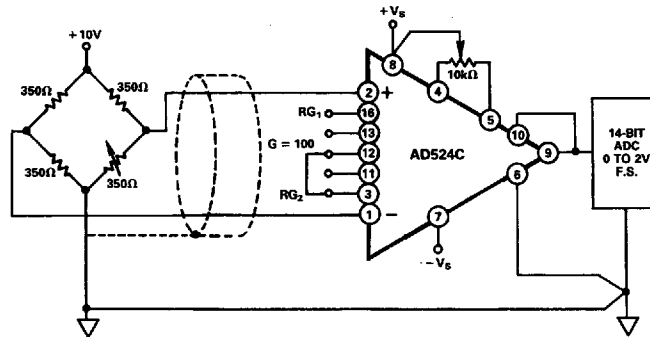 +VS
+10V
8
10kΩ
350Ω
350Ω
4
2
+
RG1
16
5
13
10
G = 100
12
AD524C
9
14-BIT
ADC
0 TO 2V
F.S.
350Ω
350Ω
11
6
RG2
3
1
−
7
−VS